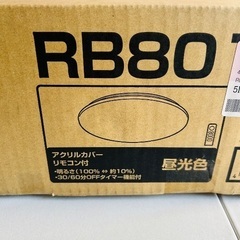 RB80
アクリルカバー
リモコン付
・明るさ(100% ↔ 約10%)
・30/60分OFFタイマー機能付
昼光色